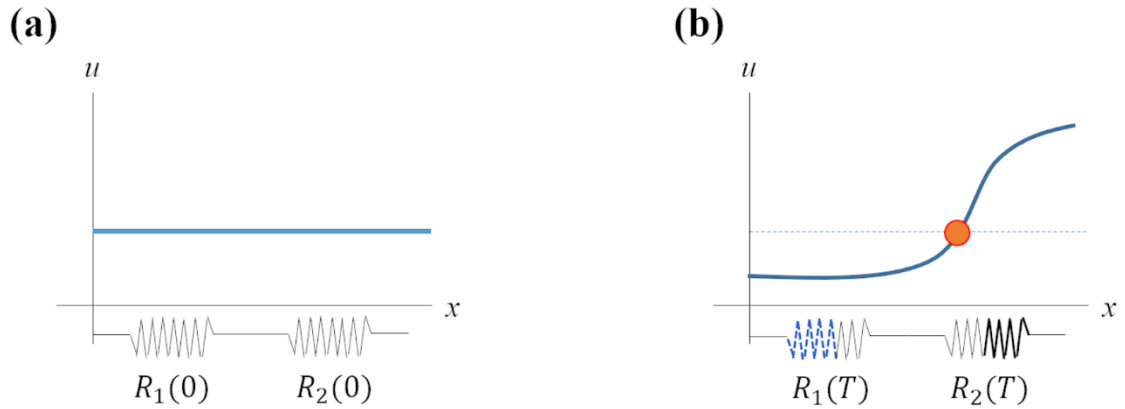 (a)
u
x
R₁(0)
R₂(0)
(b)
u
x
R₁(T)
R₂(T)